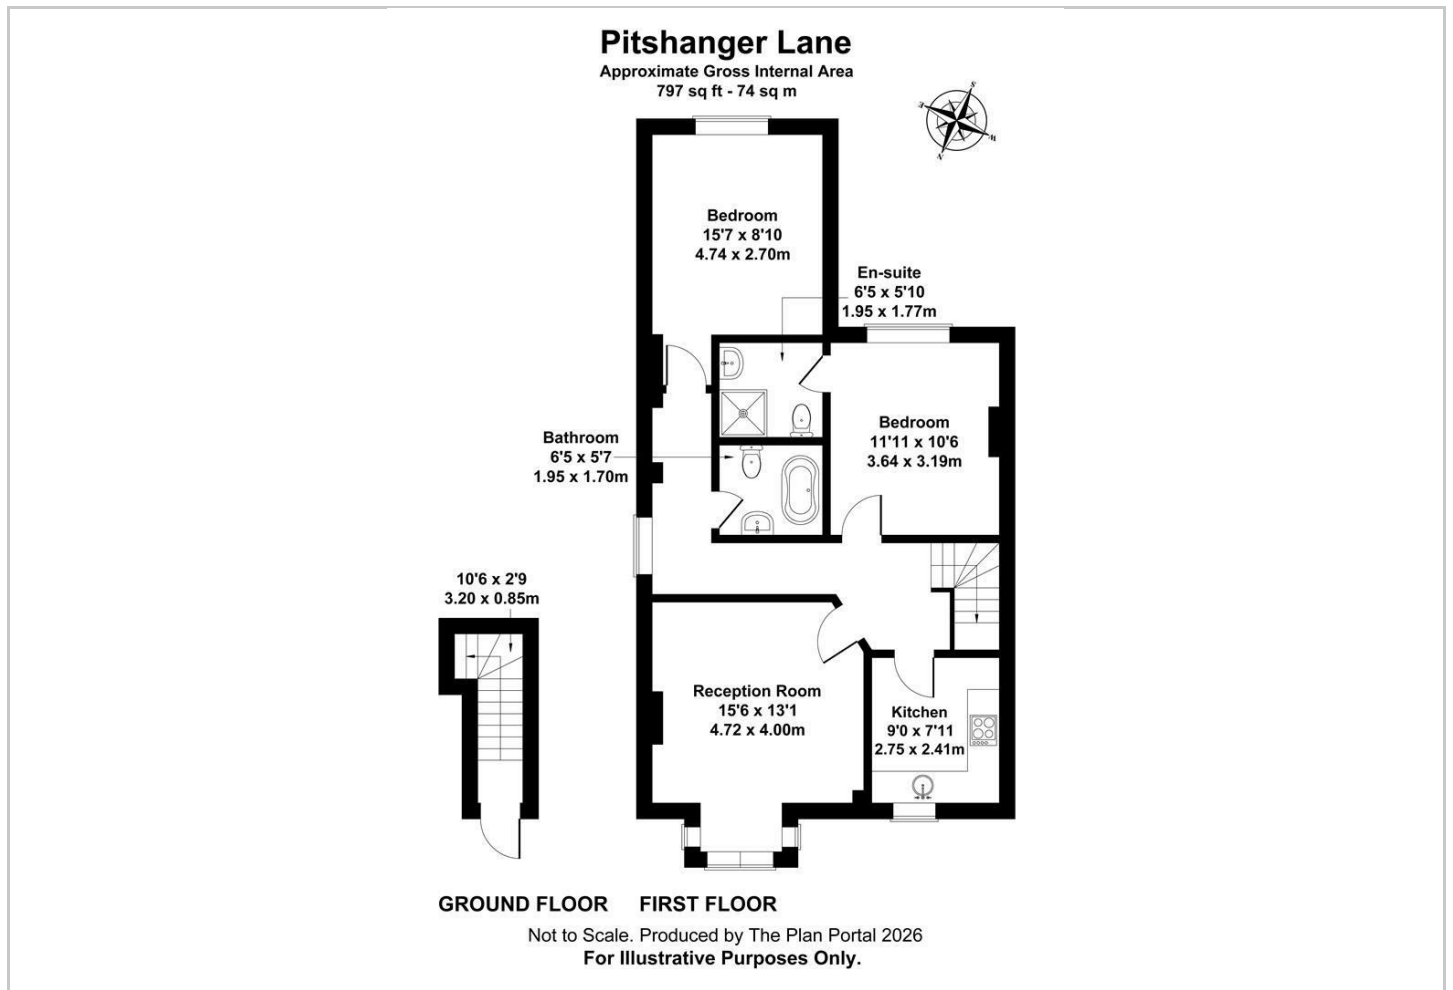 Pitshanger Lane
Approximate Gross Internal Area
797 sq ft - 74 sq m
S
E
W
N
Bedroom
15'7 x 8'10
4.74 x 2.70m
En-suite
6'5 x 5'10
1.95 x 1.77m
Bedroom
11'11 x 10'6
3.64 x 3.19m
Bathroom
6'5 x 5'7
1.95 x 1.70m
10'6 x 2'9
3.20 x 0.85m
Reception Room
15'6 x 13'1
4.72 x 4.00m
Kitchen
9'0 x 7'11
2.75 x 2.41m
GROUND FLOOR
FIRST FLOOR
Not to Scale. Produced by The Plan Portal 2026
For Illustrative Purposes Only.